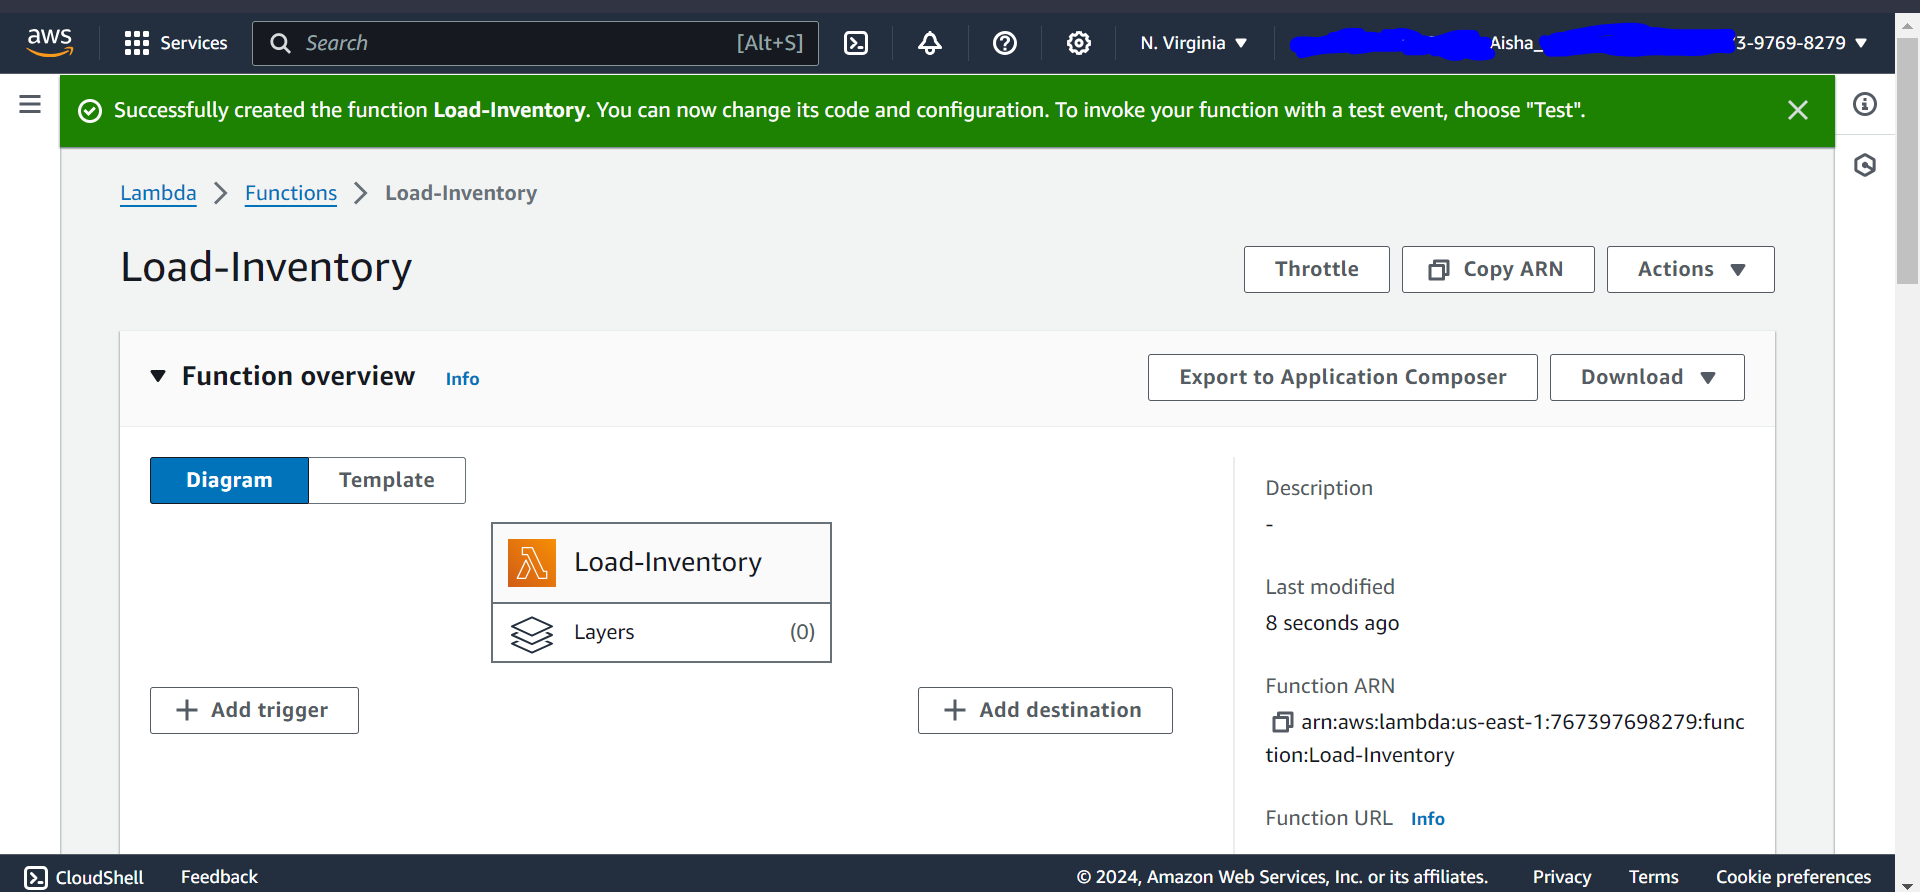 aws
Services
Search
[Alt+S]
N. Virginia
Aisha_
3-9769-8279
Successfully created the function Load-Inventory. You can now change its code and configuration. To invoke your function with a test event, choose "Test".
Lambda
Functions
Load-Inventory
Load-Inventory
Throttle
Copy ARN
Actions
Function overview
Info
Export to Application Composer
Download
Diagram
Template
Load-Inventory
Layers
(0)
Add trigger
Add destination
Description
-
Last modified
8 seconds ago
Function ARN
arn:aws:lambda:us-east-1:767397698279:func
tion:Load-Inventory
Function URL
Info
CloudShell
Feedback
© 2024, Amazon Web Services, Inc. or its affiliates.
Privacy
Terms
Cookie preferences